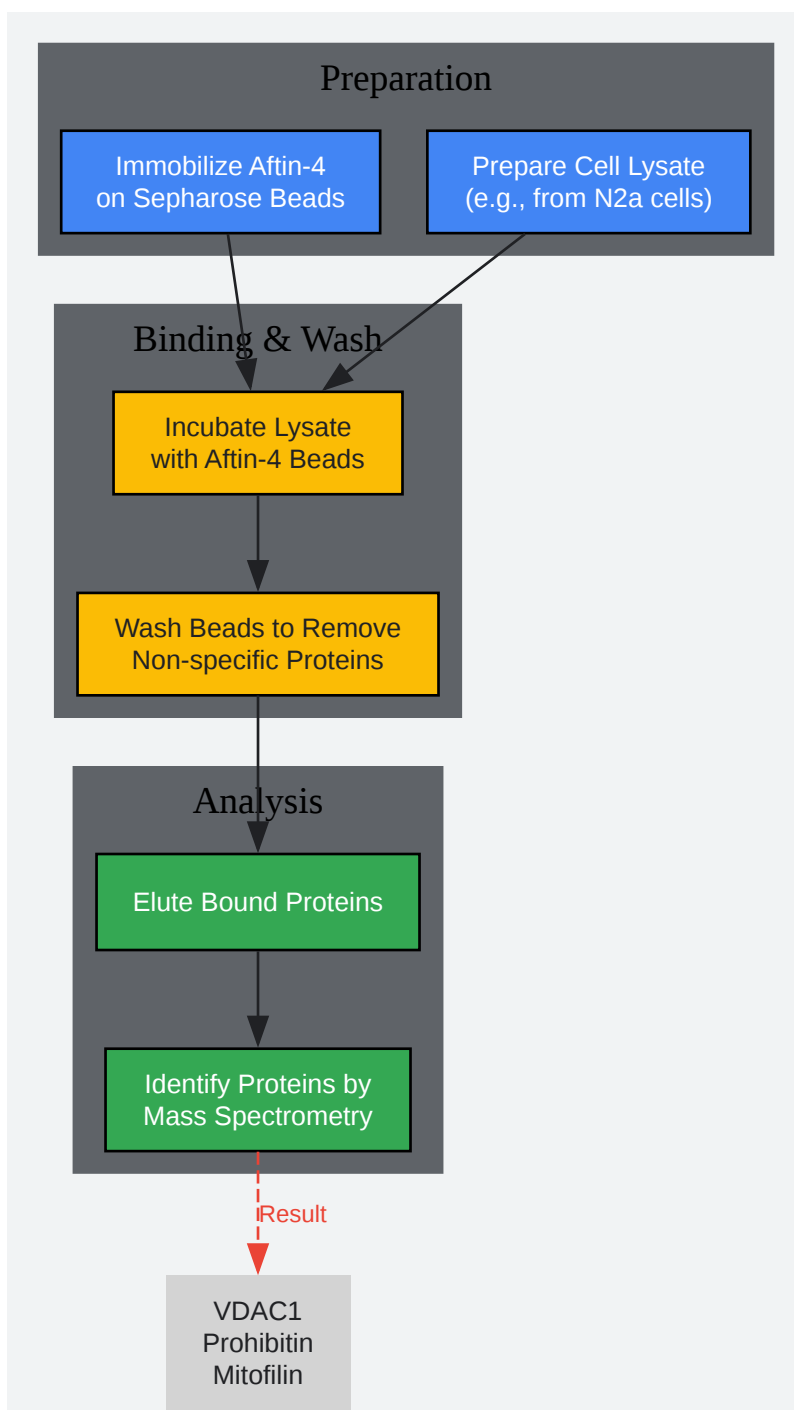 Preparation
Immobilize Aftin-4
on Sepharose Beads
Prepare Cell Lysate
(e.g., from N2a cells)
Binding & Wash
Incubate Lysate
with Aftin-4 Beads
Wash Beads to Remove
Non-specific Proteins
Analysis
Elute Bound Proteins
Identify Proteins by
Mass Spectrometry
Result
VDAC1
Prohibitin
Mitofilin